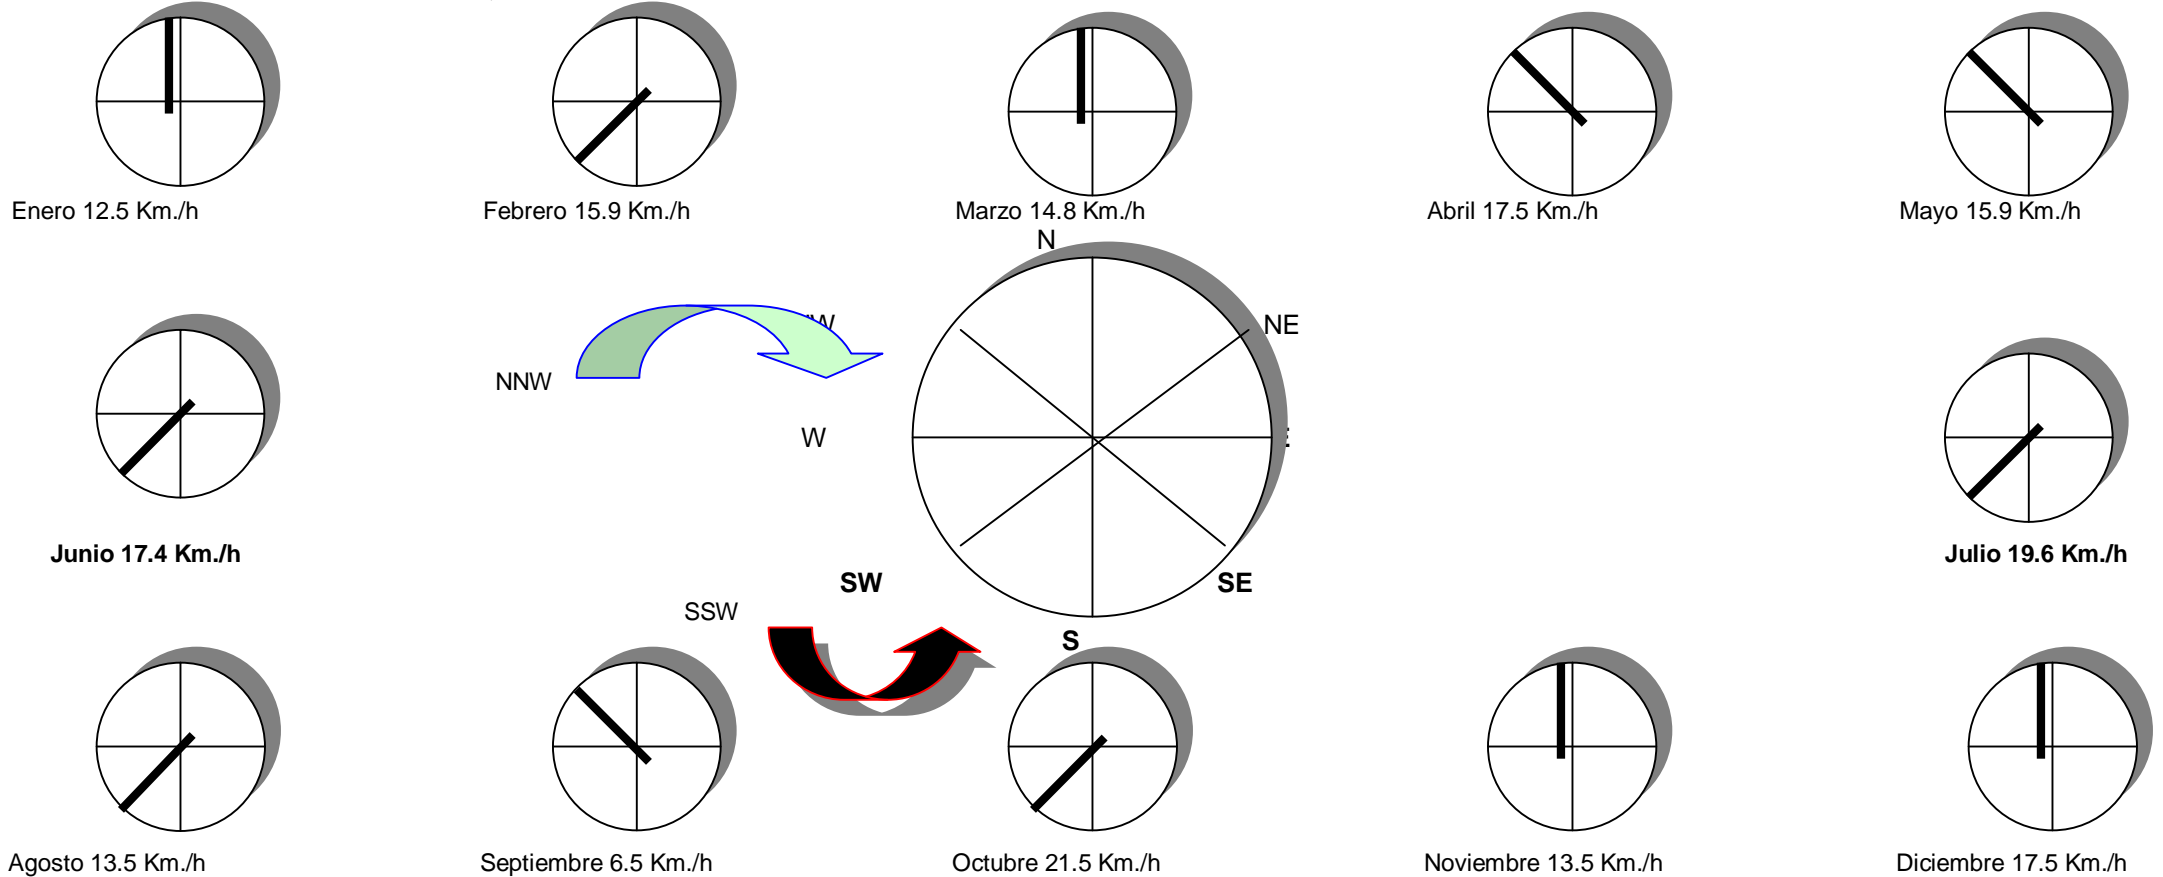 Enero 12.5 Km./h
Febrero 15.9 Km./h
Marzo 14.8 Km./h
Abril 17.5 Km./h
Mayo 15.9 Km./h
N
NE
NNW
W
Junio 17.4 Km./h
Julio 19.6 Km./h
SW
SE
SSW
S
Agosto 13.5 Km./h
Septiembre 6.5 Km./h
Octubre 21.5 Km./h
Noviembre 13.5 Km./h
Diciembre 17.5 Km./h